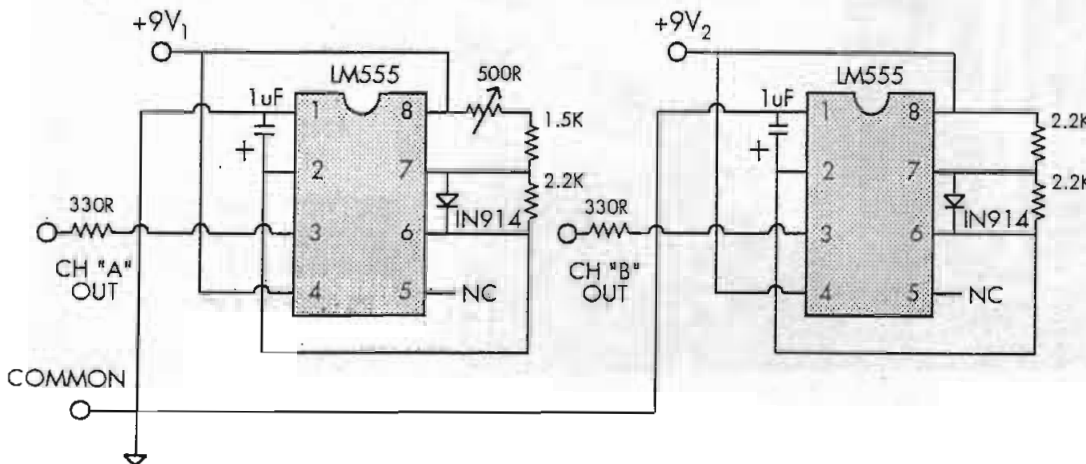 +9V1
LM555
500R
1uF
+
1
2
3
4
8
7
6
5
1.5K
2.2K
IN914
NC
330R
CH "A"
OUT
+9V2
LM555
1uF
+
1
2
3
4
8
7
6
5
2.2K
2.2K
IN914
NC
330R
CH "B"
OUT
COMMON